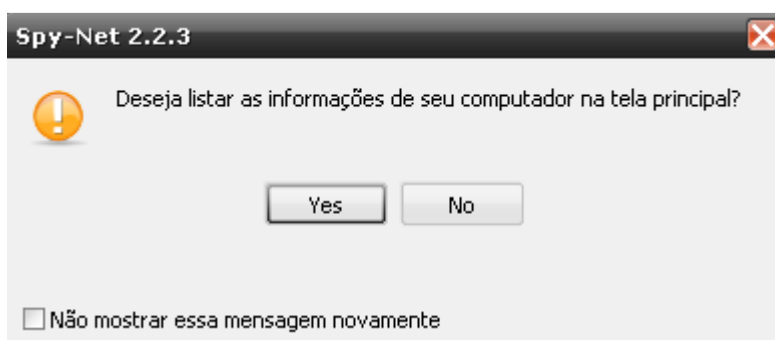 Spy-Net 2.2.3
Deseja listar as informações de seu computador na tela principal?
Yes
No
Não mostrar essa mensagem novamente